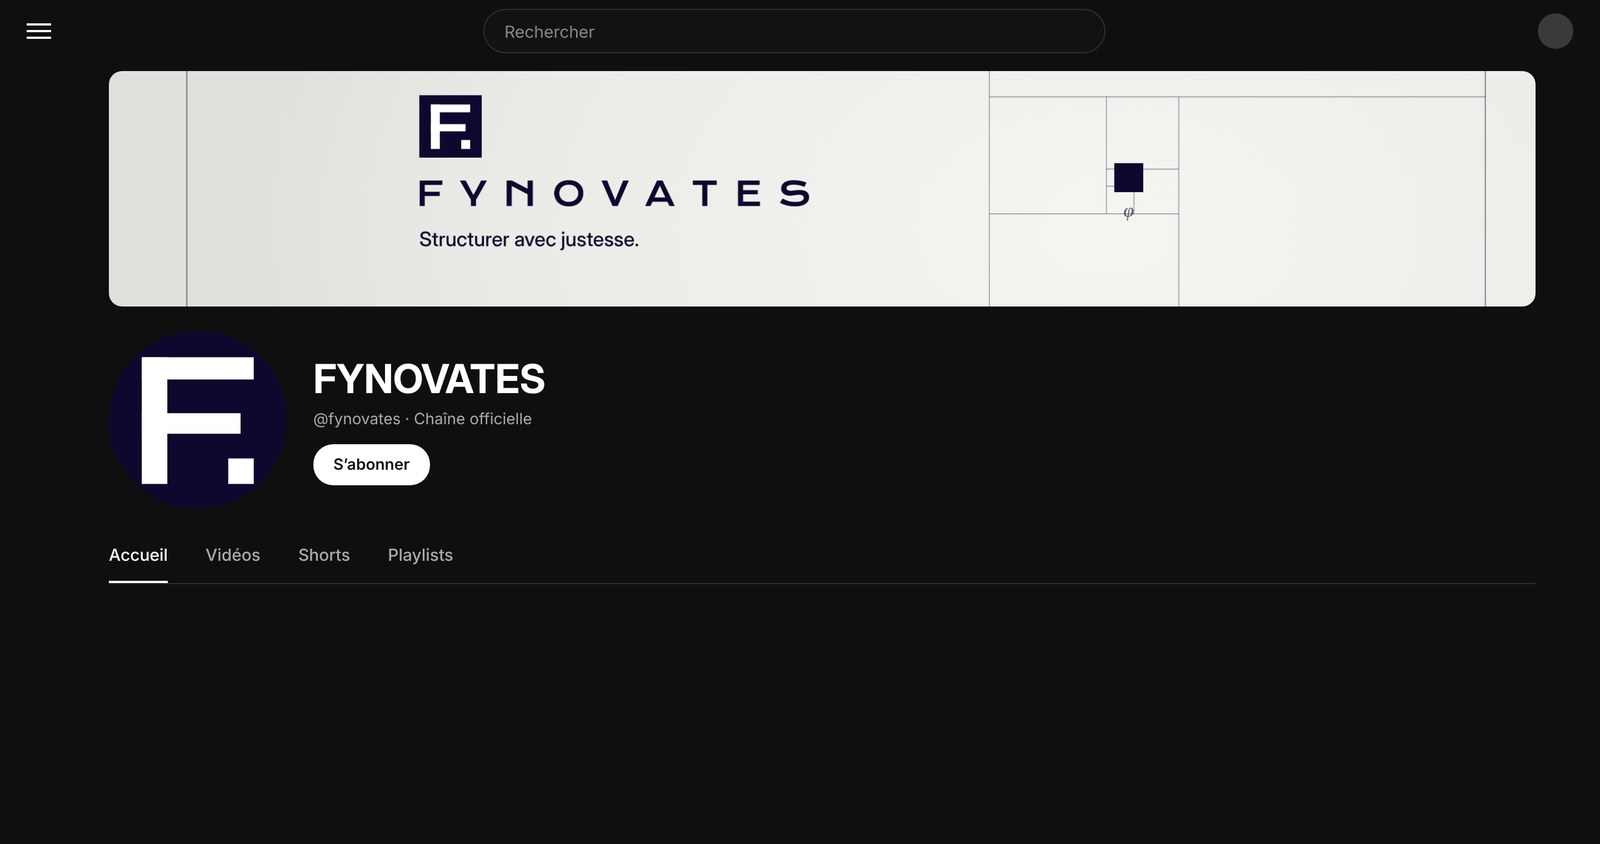 Rechercher
F.
FYNOVATES
Structurer avec justesse.
φ
F.
FYNOVATES
@fynovates · Chaîne officielle
S’abonner
Accueil Vidéos Shorts Playlists